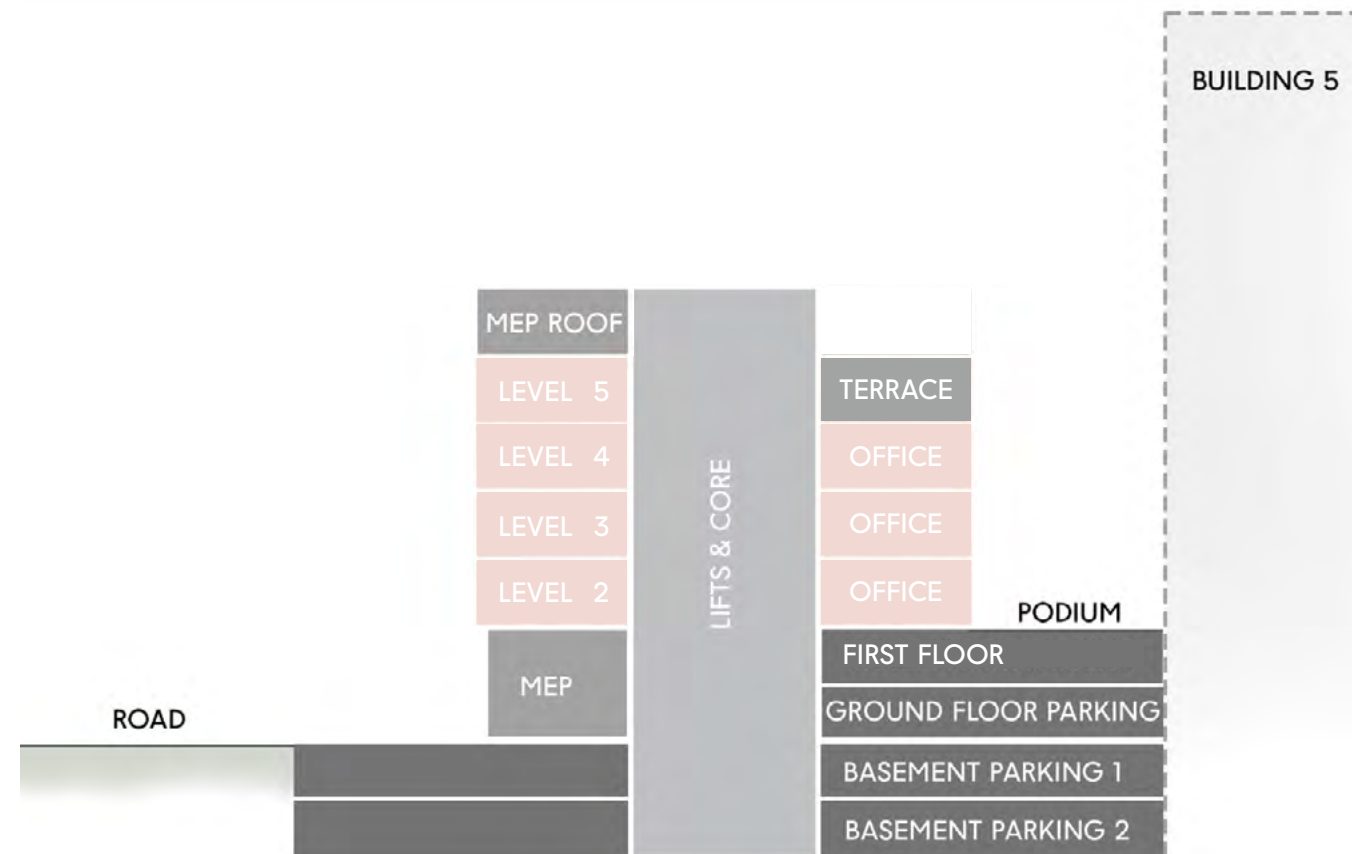 BUILDING 5
MEP ROOF
LEVEL 5
TERRACE
LEVEL 4
OFFICE
LEVEL 3
OFFICE
LEVEL 2
OFFICE
LIFTS & CORE
PODIUM
FIRST FLOOR
MEP
GROUND FLOOR PARKING
ROAD
BASEMENT PARKING 1
BASEMENT PARKING 2